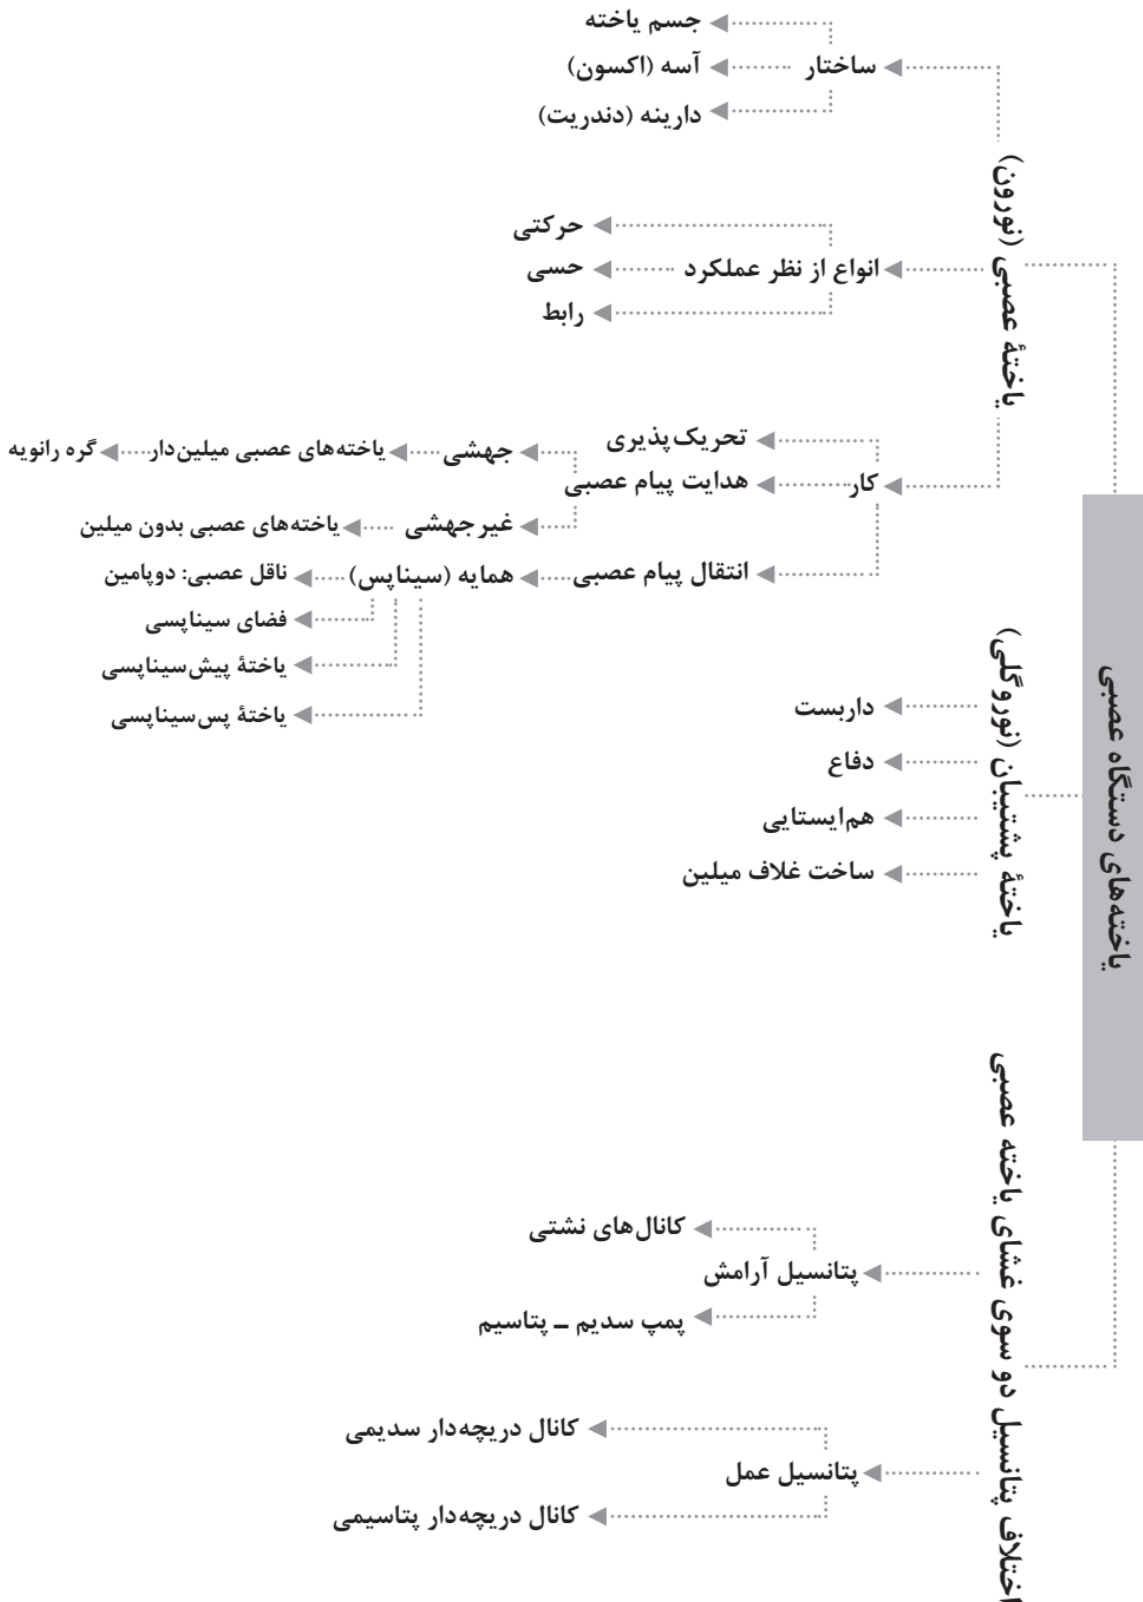 یاخته‌های دستگاه عصبی
یاختهٔ عصبی (نورون)
ساختار
جسم یاخته
آسه (اکسون)
دارینه (دندریت)
انواع از نظر عملکرد
حرکتی
حسی
رابط
کار
تحریک‌پذیری
هدایت پیام عصبی
جهشی
یاخته‌های عصبی میلین‌دار
گره رانویه
غیر جهشی
یاخته‌های عصبی بدون میلین
انتقال پیام عصبی
همایه (سیناپس)
ناقل عصبی: دوپامین
فضای سیناپسی
یاختهٔ پیش‌سیناپسی
یاختهٔ پس‌سیناپسی
یاختهٔ پشتیبان (نوروگلی)
داربست
دفاع
هم‌ایستایی
ساخت غلاف میلین
اختلاف پتانسیل دو سوی غشای یاخته عصبی
پتانسیل آرامش
کانال‌های نشتی
پمپ سدیم ـ پتاسیم
پتانسیل عمل
کانال دریچه‌دار سدیمی
کانال دریچه‌دار پتاسیمی